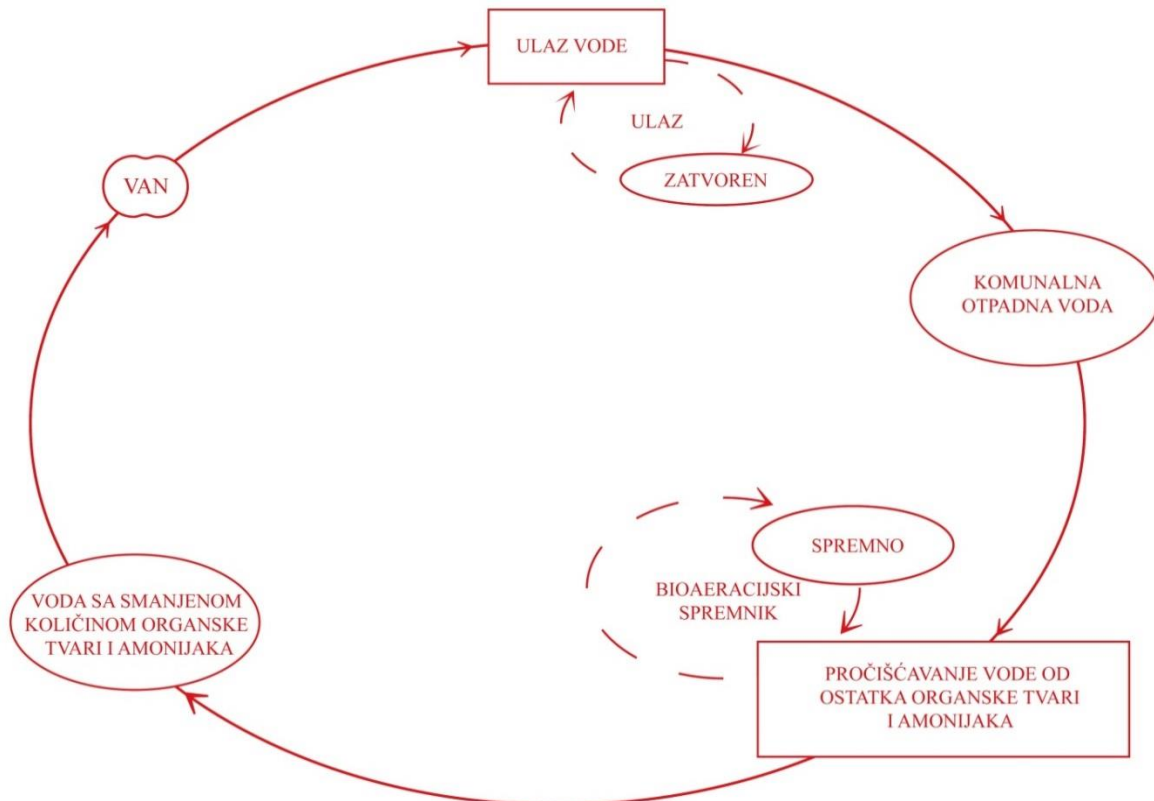 ULAZ VODE
ULAZ
ZATVOREN
VAN
KOMUNALNA
OTPADNA VODA
SPREMNO
BIOAERACIJSKI
SPREMNIK
VODA SA SMANJENOM
KOLIČINOM ORGANSKE
TVARI I AMONIJAKA
PROČIŠĆAVANJE VODE OD
OSTATKA ORGANSKE TVARI
I AMONIJAKA